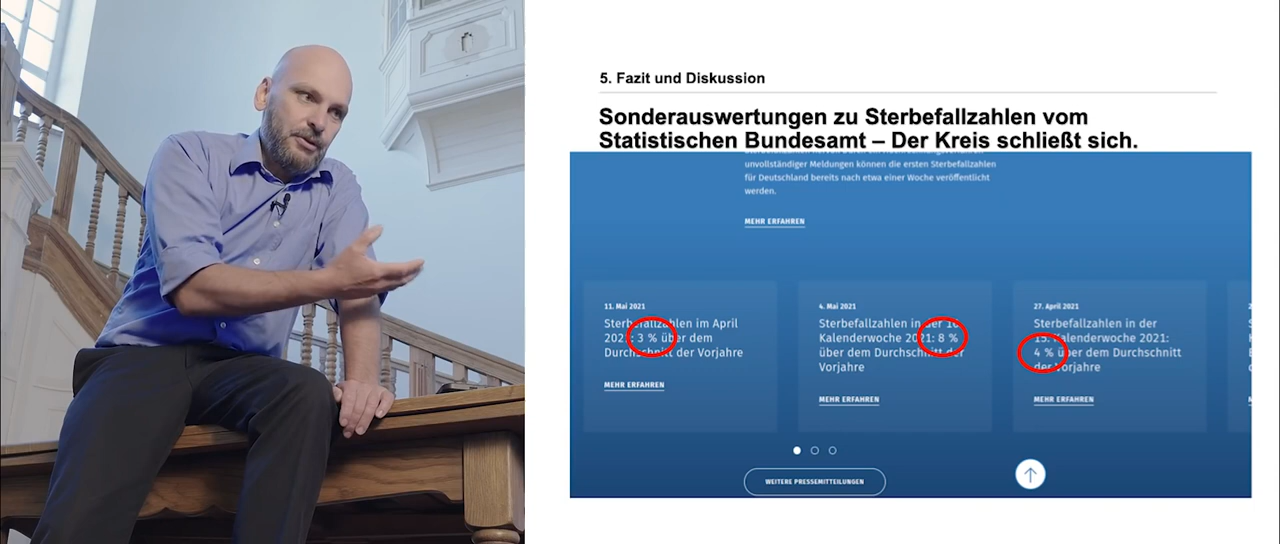 5. Fazit und Diskussion
Sonderauswertungen zu Sterbefallzahlen vom
Statistischen Bundesamt – Der Kreis schließt sich.
unvollständiger Meldungen können die ersten Sterbefallzahlen
für Deutschland bereits nach etwa einer Woche veröffentlicht
werden.
MEHR ERFAHREN
11. Mai 2021
Sterbefallzahlen im April
2021: 3 % über dem
Durchschnitt der Vorjahre
MEHR ERFAHREN
4. Mai 2021
Sterbefallzahlen in der
Kalenderwoche 2021: 8 %
über dem Durchschnitt der
Vorjahre
MEHR ERFAHREN
27. April 2021
Sterbefallzahlen in der
15. Kalenderwoche 2021:
4 % über dem Durchschnitt
der Vorjahre
MEHR ERFAHREN
WEITERE PRESSEMITTEILUNGEN